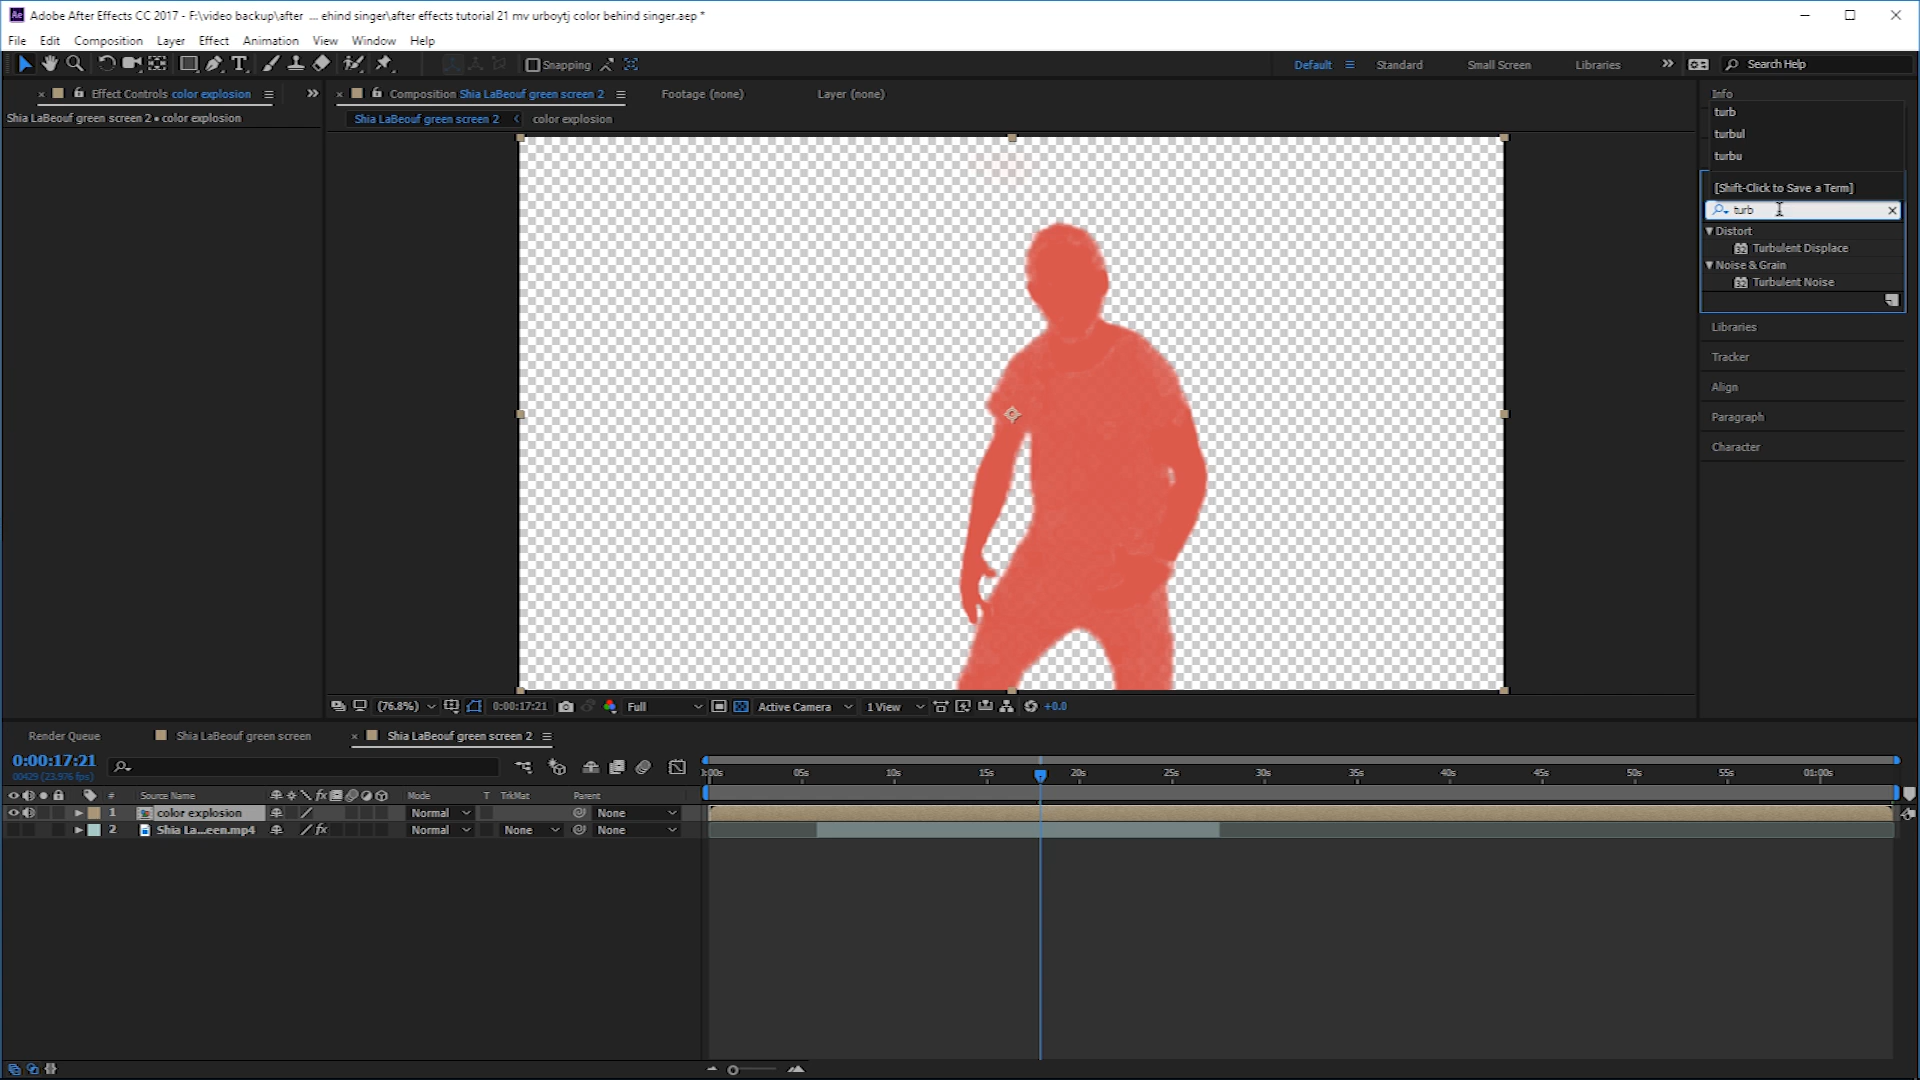 Adobe After Effects CC 2017 - F:\video backup\after ... ehind singer\after effects tutorial 21 mv urboytj color behind singer.aep *
File Edit Composition Layer Effect Animation View Window Help
Snapping Default Standard Small Screen Libraries Search Help
Effect Controls color explosion
Shia LaBeouf green screen 2 • color explosion
Composition Shia LaBeouf green screen 2 Footage (none) Layer (none)
Shia LaBeouf green screen 2 color explosion
Info
turb
turbul
turbu
[Shift-Click to Save a Term]
turb
Distort
Turbulent Displace
Noise & Grain
Turbulent Noise
Libraries
Tracker
Align
Paragraph
Character
(76.8%) 0:00:17:21 Full Active Camera 1 View +0.0
Render Queue Shia LaBeouf green screen Shia LaBeouf green screen 2
0:00:17:21
00429 (23.976 fps)
):00s 05s 10s 15s 20s 25s 30s 35s 40s 45s 50s 55s 01:00s
# Source Name Mode T TrkMat Parent
1 color explosion Normal None
2 Shia La...een.mp4 Normal None None